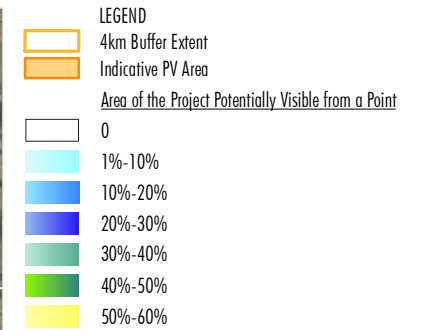 LEGEND
4km Buffer Extent
Indicative PV Area
Area of the Project Potentially Visible from a Point
0
1%-10%
10%-20%
20%-30%
30%-40%
40%-50%
50%-60%